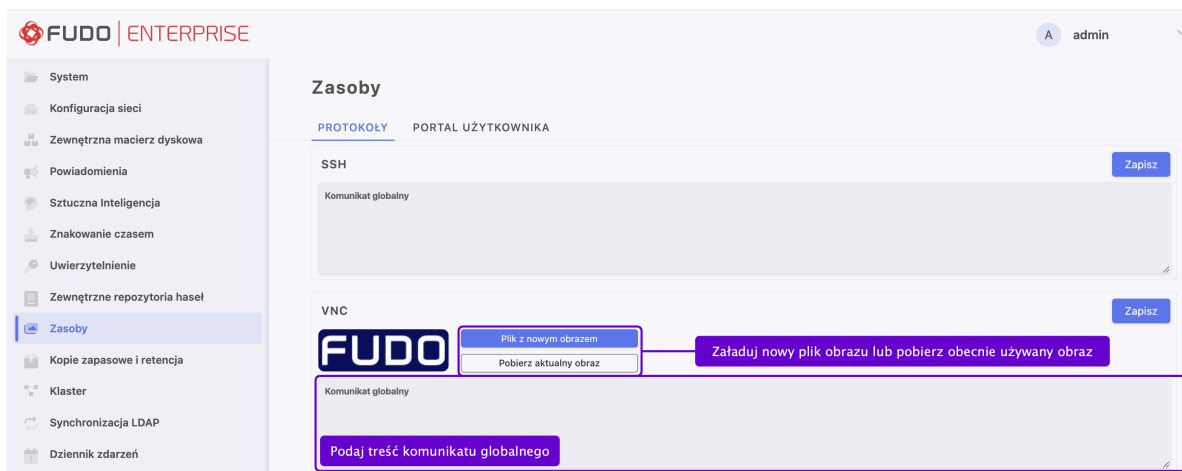 FUDO ENTERPRISE
A admin
System
Konfiguracja sieci
Zewnętrzna macierz dyskowa
Powiadomienia
Sztuczna Inteligencja
Znakowanie czasem
Uwierzytelnienie
Zewnętrzne repozytoria haseł
Zasoby
Kopie zapasowe i retencja
Klaster
Synchronizacja LDAP
Dziennik zdarzeń
Zasoby
PROTOKOŁY PORTAL UŻYTKOWNIKA
SSH Zapisz
Komunikat globalny
VNC Zapisz
FUDO
Plik z nowym obrazem
Pobierz aktualny obraz
Załaduj nowy plik obrazu lub pobierz obecnie używany obraz
Komunikat globalny
Podaj treść komunikatu globalnego